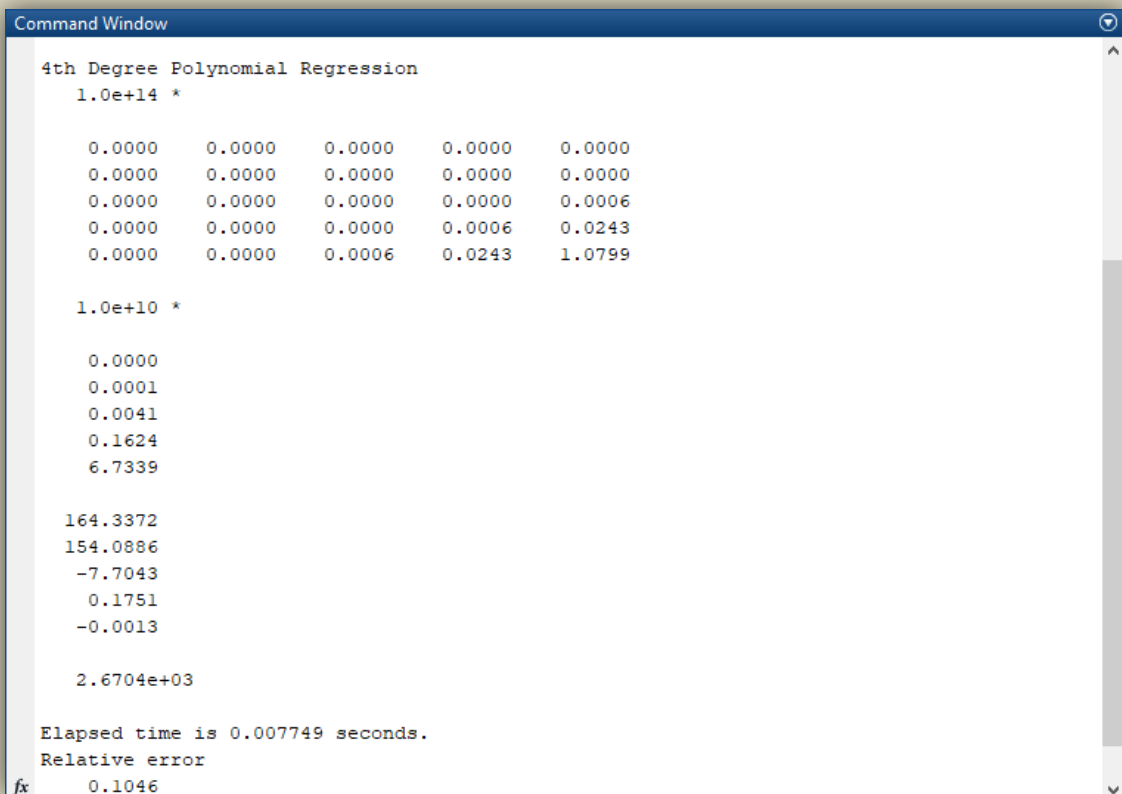 Command Window
4th Degree Polynomial Regression
1.0e+14 *
0.0000 0.0000 0.0000 0.0000 0.0000
0.0000 0.0000 0.0000 0.0000 0.0000
0.0000 0.0000 0.0000 0.0000 0.0006
0.0000 0.0000 0.0000 0.0006 0.0243
0.0000 0.0000 0.0006 0.0243 1.0799
1.0e+10 *
0.0000
0.0001
0.0041
0.1624
6.7339
164.3372
154.0886
-7.7043
0.1751
-0.0013
2.6704e+03
Elapsed time is 0.007749 seconds.
Relative error
fx 0.1046